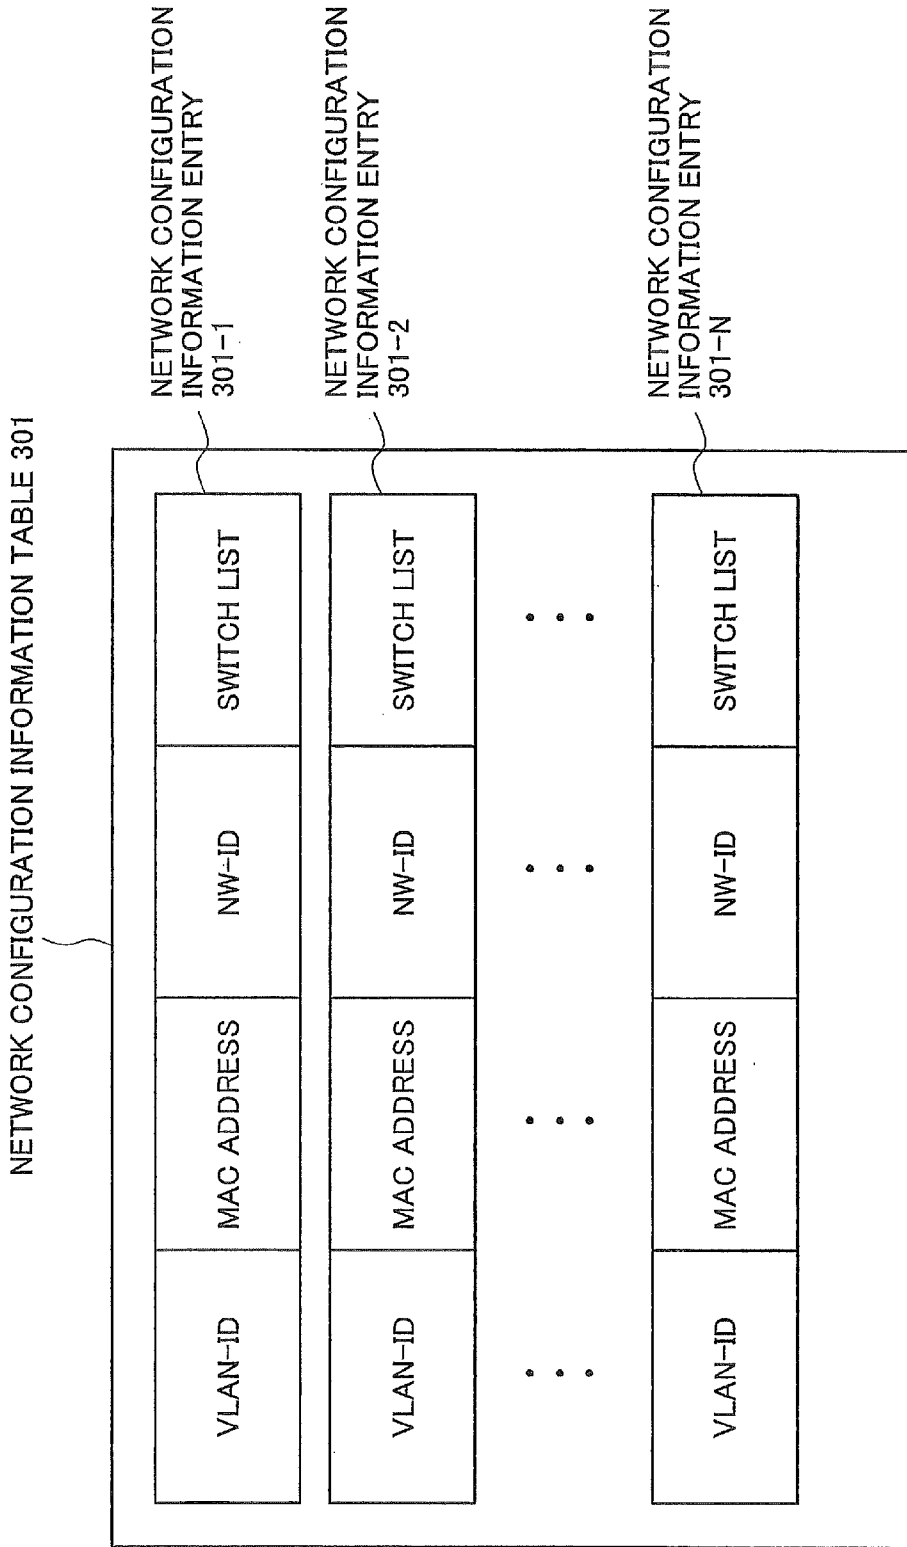 NETWORK CONFIGURATION INFORMATION TABLE 301
VLAN-ID
MAC ADDRESS
NW-ID
SWITCH LIST
NETWORK CONFIGURATION
INFORMATION ENTRY
301-1
VLAN-ID
MAC ADDRESS
NW-ID
SWITCH LIST
NETWORK CONFIGURATION
INFORMATION ENTRY
301-2
VLAN-ID
MAC ADDRESS
NW-ID
SWITCH LIST
NETWORK CONFIGURATION
INFORMATION ENTRY
301-N